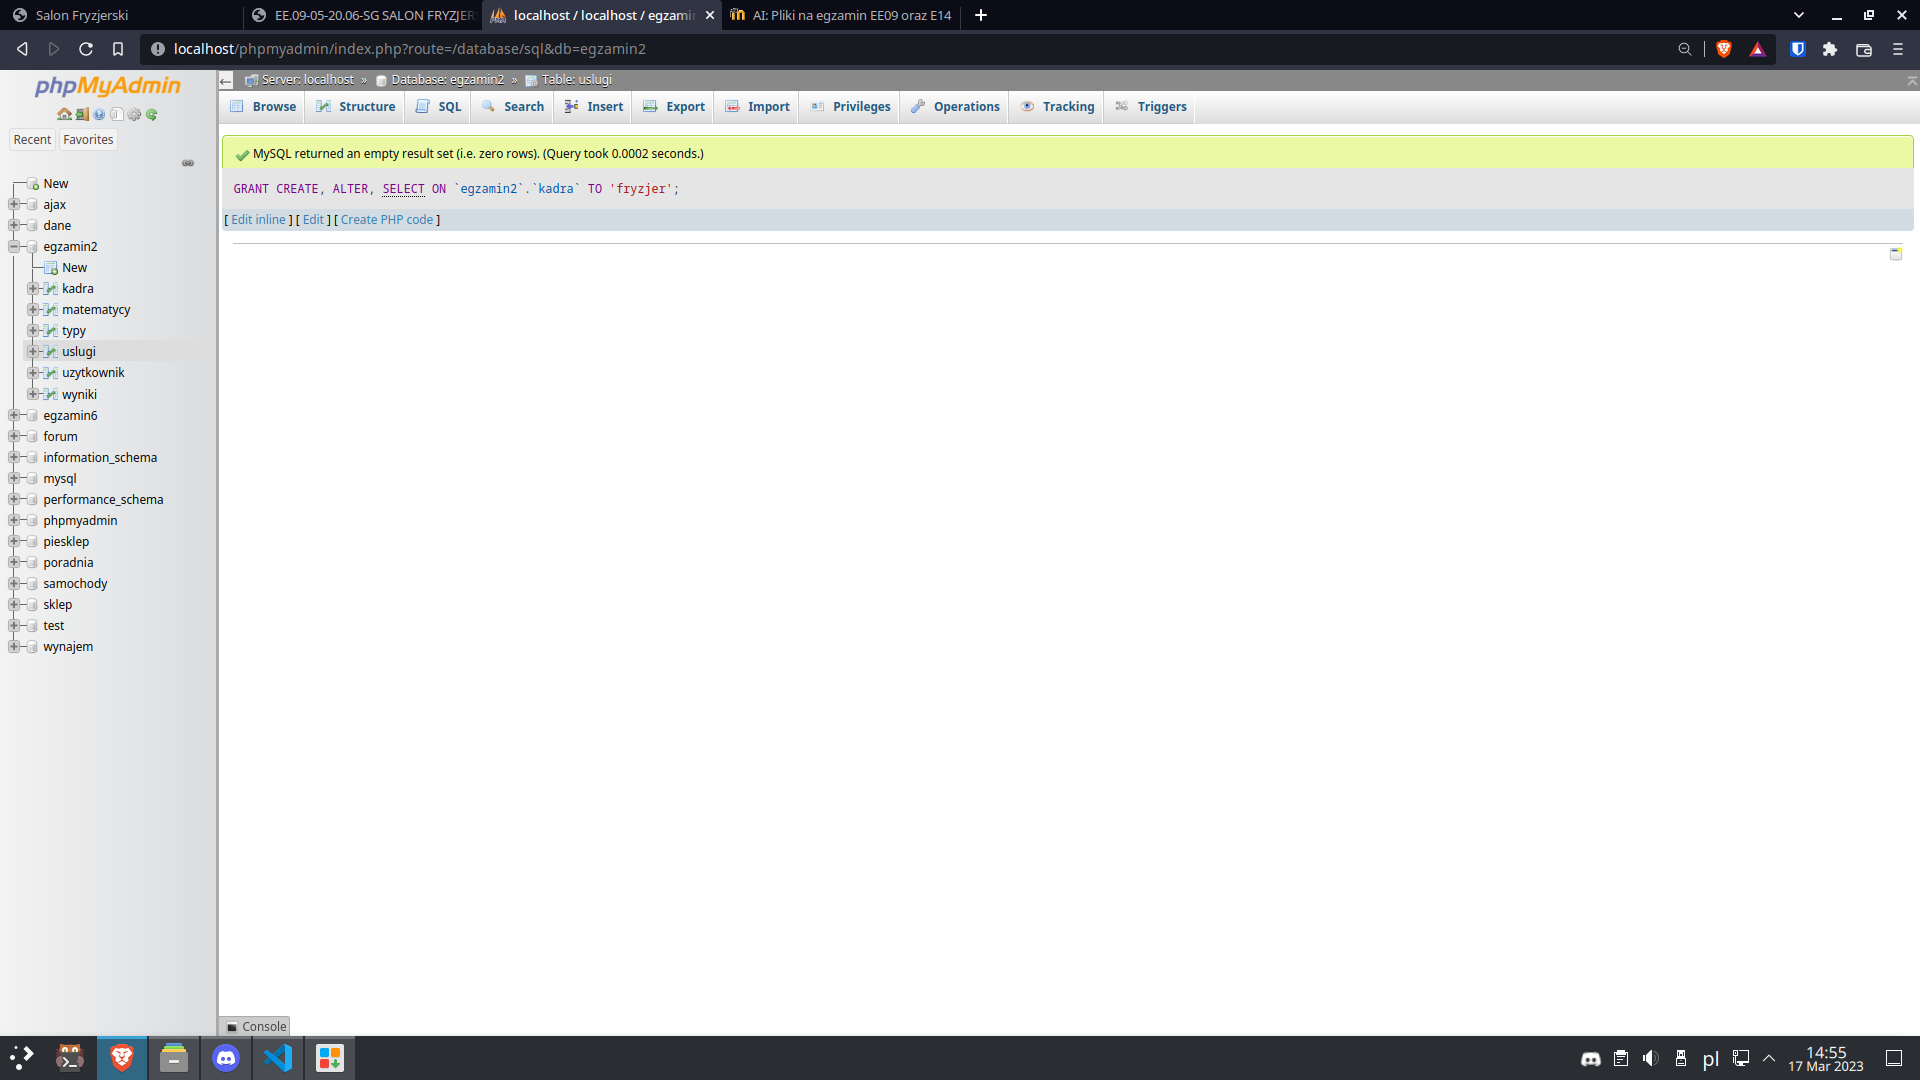 Salon Fryzjerski
EE.09-05-20.06-SG SALON FRYZJER
localhost / localhost / egzamin
AI: Pliki na egzamin EE09 oraz E14
localhost/phpmyadmin/index.php?route=/database/sql&db=egzamin2
phpMyAdmin
Recent
Favorites
New
ajax
dane
egzamin2
New
kadra
matematycy
typy
uslugi
uzytkownik
wyniki
egzamin6
forum
information_schema
mysql
performance_schema
phpmyadmin
piesklep
poradnia
samochody
sklep
test
wynajem
Server: localhost » Database: egzamin2 » Table: uslugi
Browse
Structure
SQL
Search
Insert
Export
Import
Privileges
Operations
Tracking
Triggers
MySQL returned an empty result set (i.e. zero rows). (Query took 0.0002 seconds.)
GRANT CREATE, ALTER, SELECT ON `egzamin2`.`kadra` TO 'fryzjer';
[ Edit inline ] [ Edit ] [ Create PHP code ]
Console
pl
14:55
17 Mar 2023